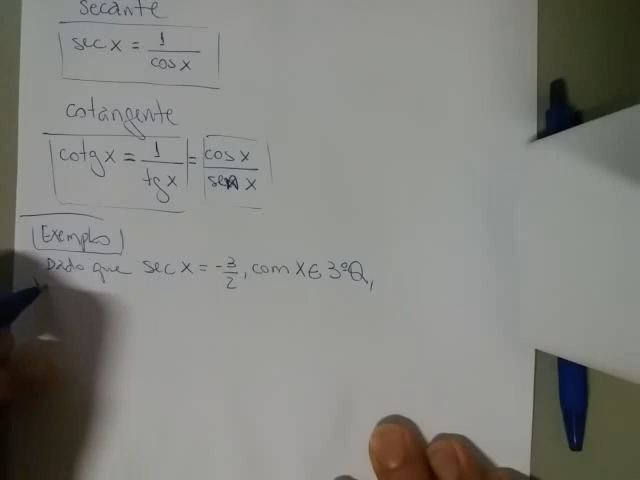 secante
sec x = 1/cos x
cotangente
cotg x = 1/tg x = cos x/sen x
Exemplo
Dado que sec x = -3/2, com x ∈ 3ºQ,